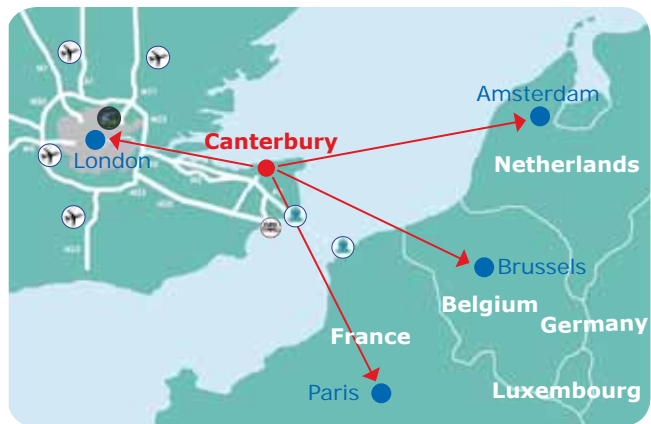 Amsterdam
Canterbury
London
Netherlands
Brussels
Belgium
Germany
France
Paris
Luxembourg